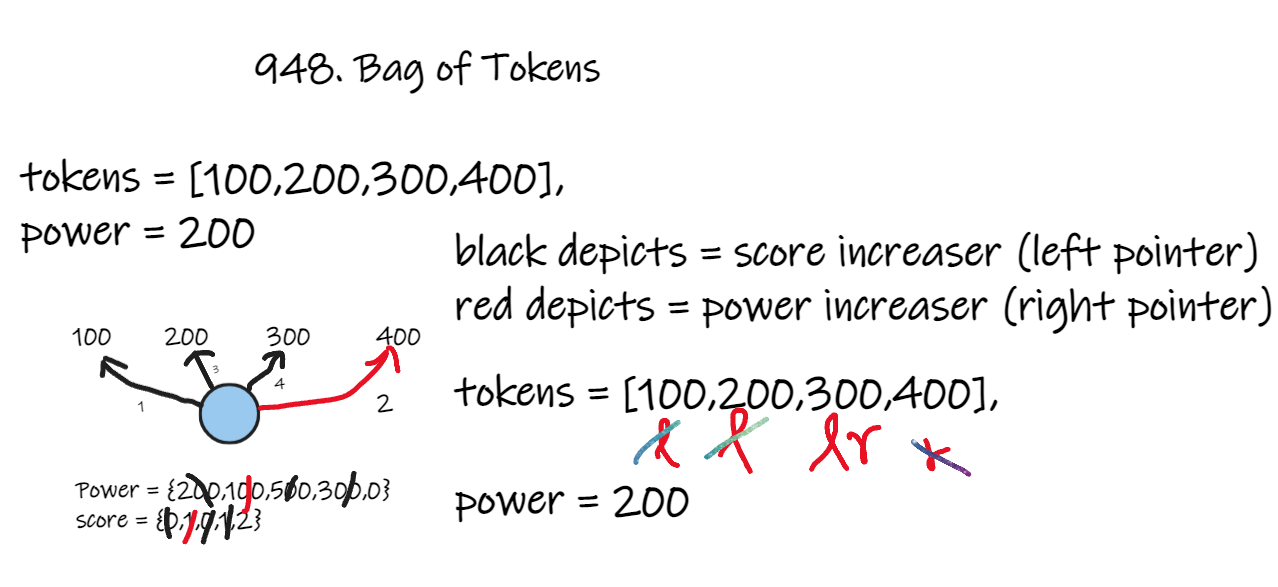 948. Bag of Tokens
tokens = [100,200,300,400],
power = 200
black depicts = score increaser (left pointer)
red depicts = power increaser (right pointer)
100 200 300 400
1 3 4 2
Power = {200,100,500,300,0}
score = {0,1,0,1,2}
tokens = [100,200,300,400],
l l l r r
power = 200